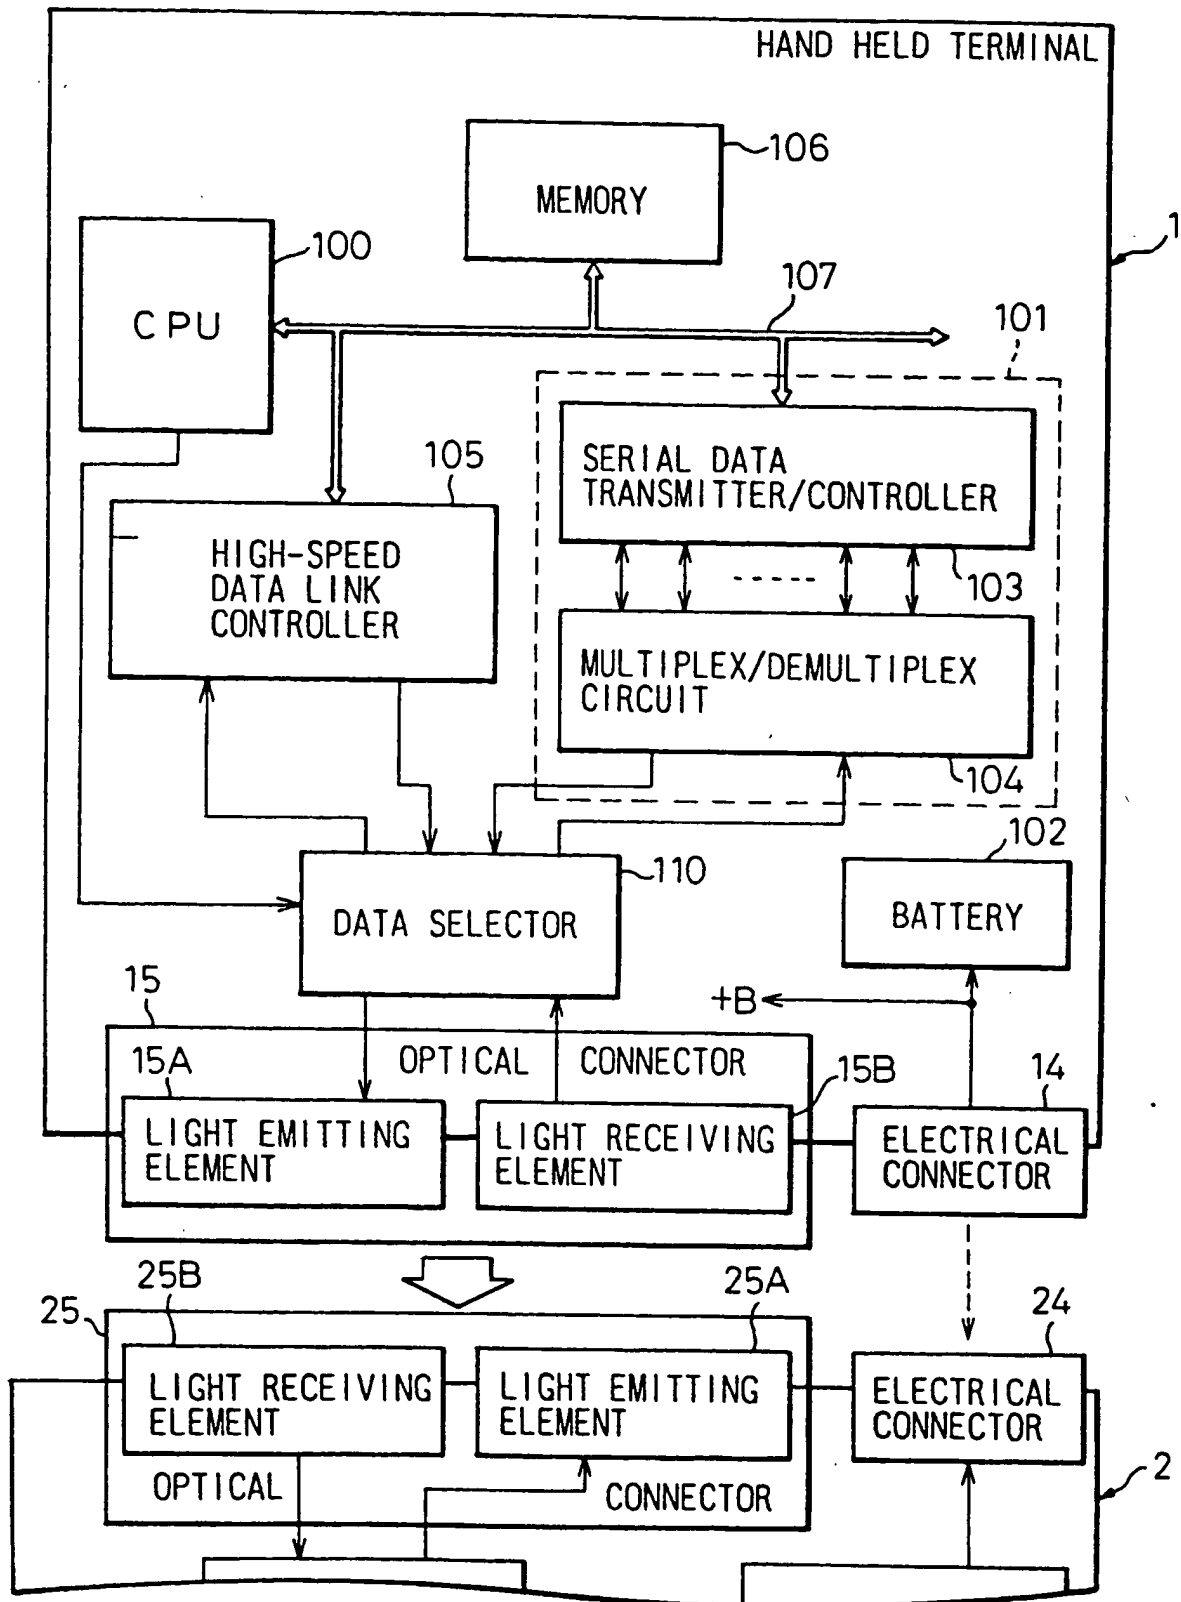 HAND HELD TERMINAL
106
MEMORY
1
100
CPU
107
101
105
SERIAL DATA
TRANSMITTER/CONTROLLER
HIGH-SPEED
DATA LINK
CONTROLLER
103
MULTIPLEX/DEMULTIPLEX
CIRCUIT
104
102
110
DATA SELECTOR
BATTERY
15
+B
15A
OPTICAL CONNECTOR
15B
14
LIGHT EMITTING
ELEMENT
LIGHT RECEIVING
ELEMENT
ELECTRICAL
CONNECTOR
25B
25A
25
24
LIGHT RECEIVING
ELEMENT
LIGHT EMITTING
ELEMENT
ELECTRICAL
CONNECTOR
OPTICAL CONNECTOR
2